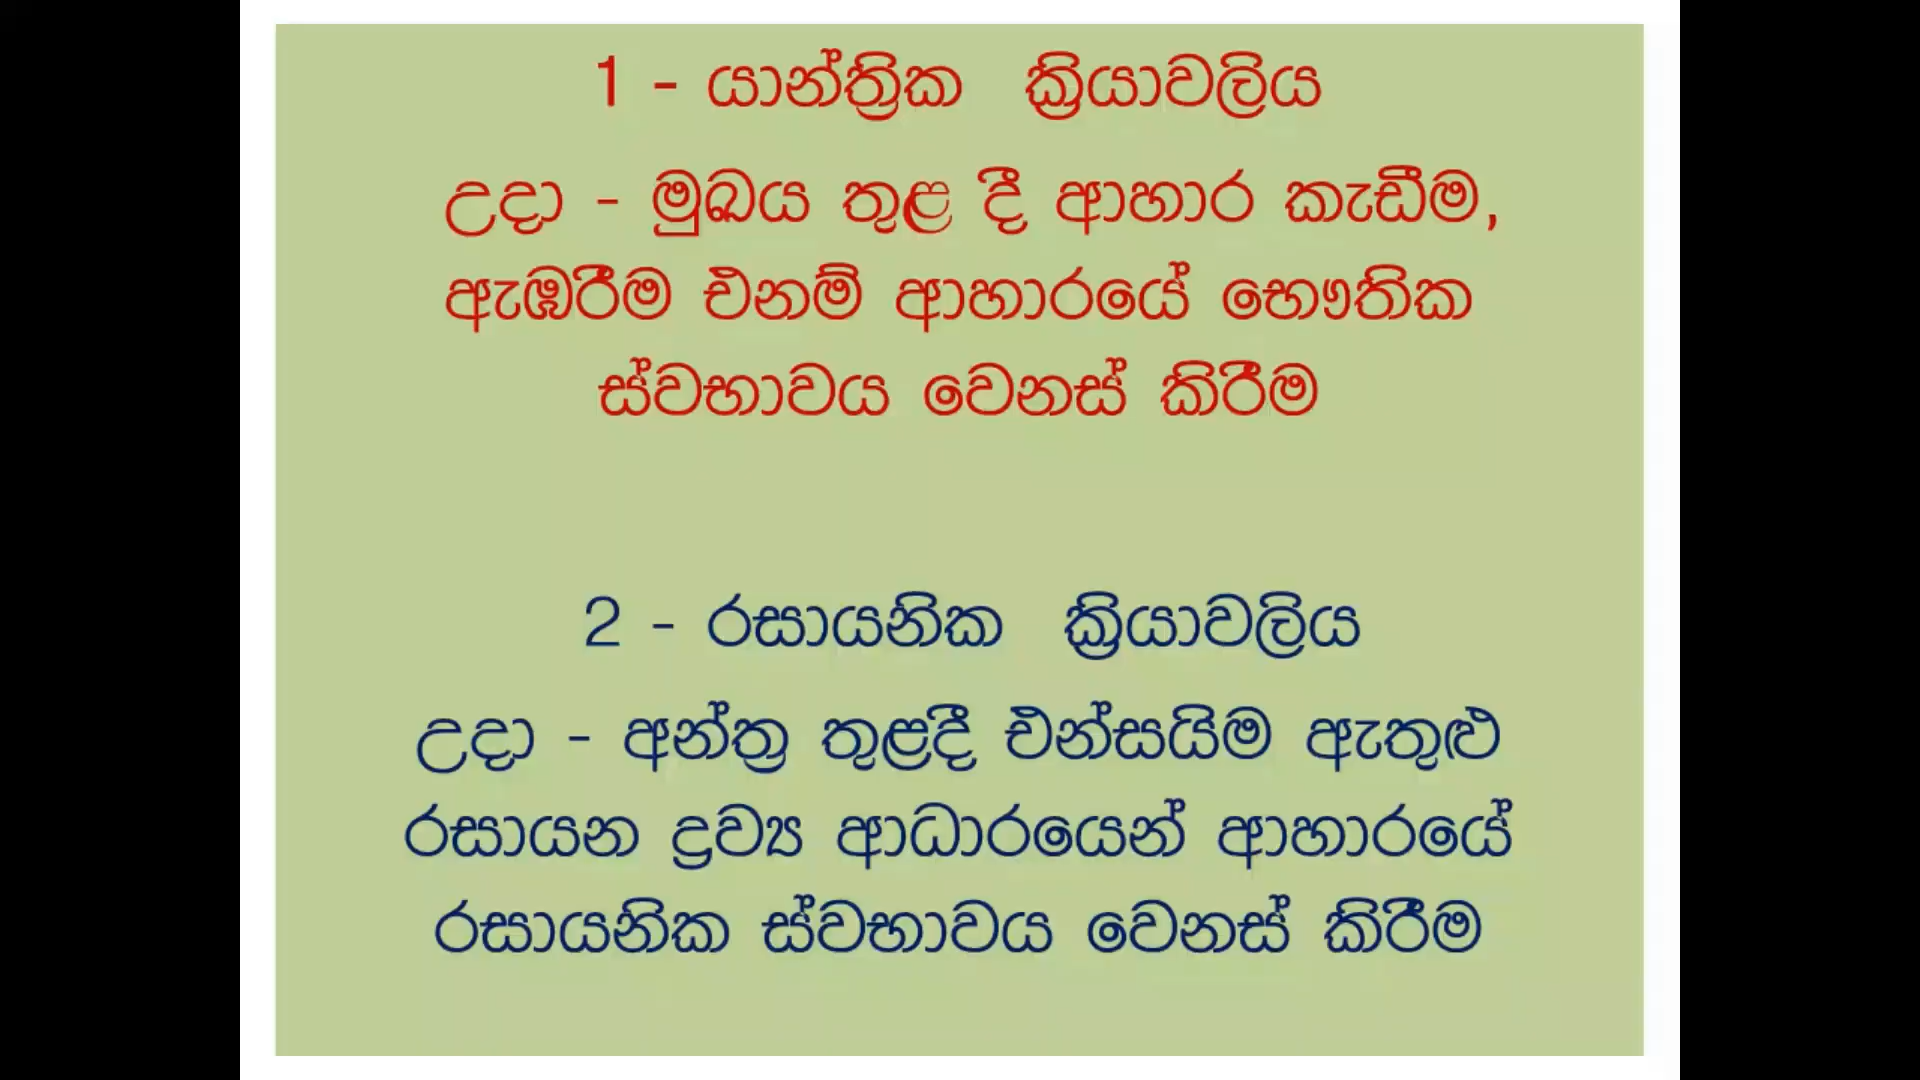 1 - යාන්ත්‍රික ක්‍රියාවලිය
උදා - මුඛය තුළ දී ආහාර කැඩීම,
ඇඹරීම එනම් ආහාරයේ භෞතික
ස්වභාවය වෙනස් කිරීම
2 - රසායනික ක්‍රියාවලිය
උදා - අන්ත්‍ර තුළදී එන්සයිම ඇතුළු
රසායන ද්‍රව්‍ය ආධාරයෙන් ආහාරයේ
රසායනික ස්වභාවය වෙනස් කිරීම